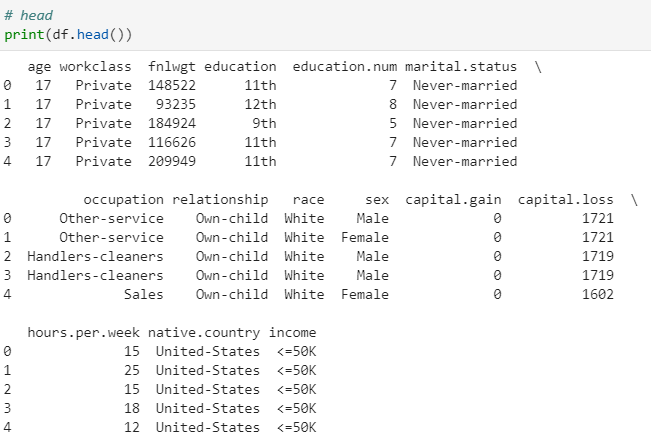 # head
print(df.head())
   age workclass  fnlwgt education  education.num marital.status  \
0   17   Private  148522      11th              7  Never-married
1   17   Private   93235      12th              8  Never-married
2   17   Private  184924       9th              5  Never-married
3   17   Private  116626      11th              7  Never-married
4   17   Private  209949      11th              7  Never-married
          occupation relationship   race     sex  capital.gain  capital.loss  \
0      Other-service    Own-child  White    Male             0          1721
1      Other-service    Own-child  White  Female             0          1721
2  Handlers-cleaners    Own-child  White    Male             0          1719
3  Handlers-cleaners    Own-child  White    Male             0          1719
4              Sales    Own-child  White  Female             0          1602
   hours.per.week native.country income
0              15  United-States  <=50K
1              25  United-States  <=50K
2              15  United-States  <=50K
3              18  United-States  <=50K
4              12  United-States  <=50K